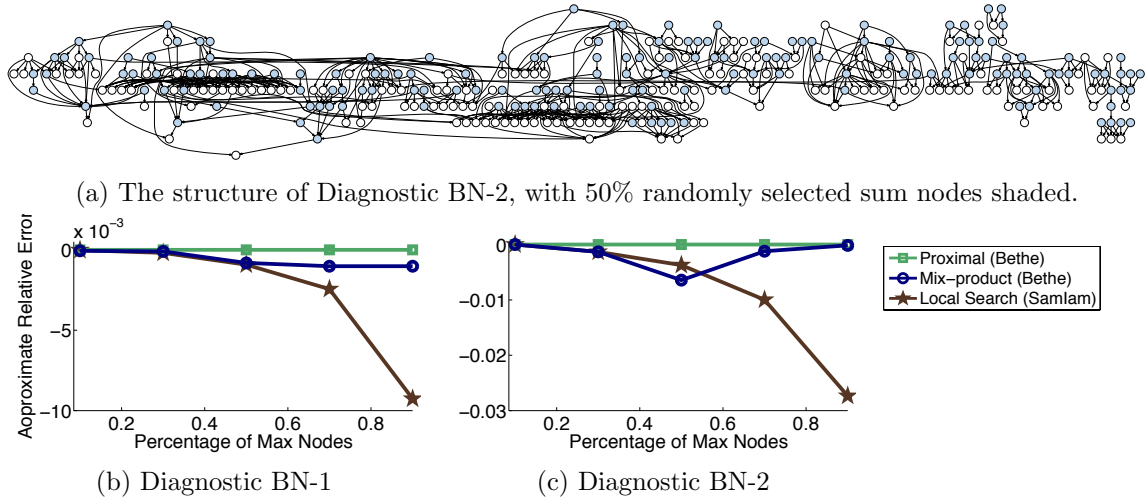 (a) The structure of Diagnostic BN-2, with 50% randomly selected sum nodes shaded.
x 10⁻³
Aoproximate Relative Error
0
−5
−10
0.2
0.4
0.6
0.8
Percentage of Max Nodes
(b) Diagnostic BN-1
0
−0.01
−0.02
−0.03
0.2
0.4
0.6
0.8
Percentage of Max Nodes
(c) Diagnostic BN-2
Proximal (Bethe)
Mix−product (Bethe)
Local Search (SamIam)